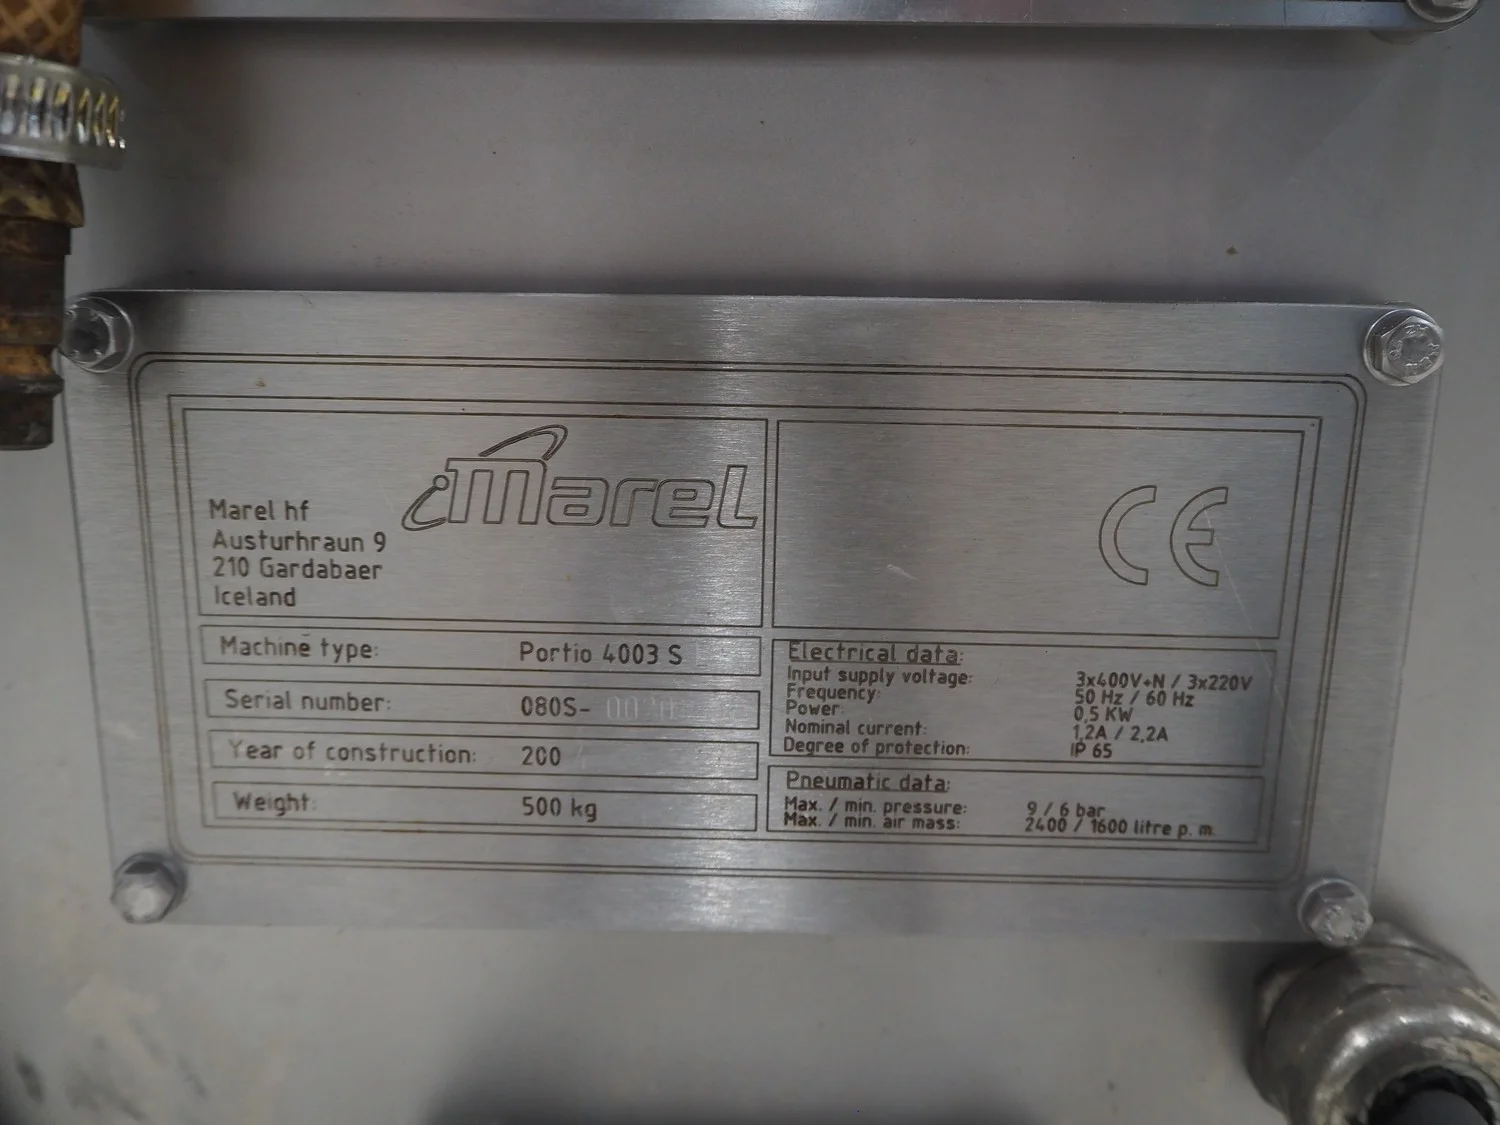 Marel
Marel hf
Austurhraun 9
210 Gardabaer
Iceland
CE
Machine type: Portio 4003 S
Serial number: 080S-
Year of construction: 200
Weight: 500 kg
Electrical data:
Input supply voltage: 3x400V+N / 3x220V
Frequency: 50 Hz / 60 Hz
Power: 0,5 KW
Nominal current: 1,2A / 2,2A
Degree of protection: IP 65
Pneumatic data:
Max. / min. pressure: 9 / 6 bar
Max. / min. air mass: 2400 / 1600 litre p. m.